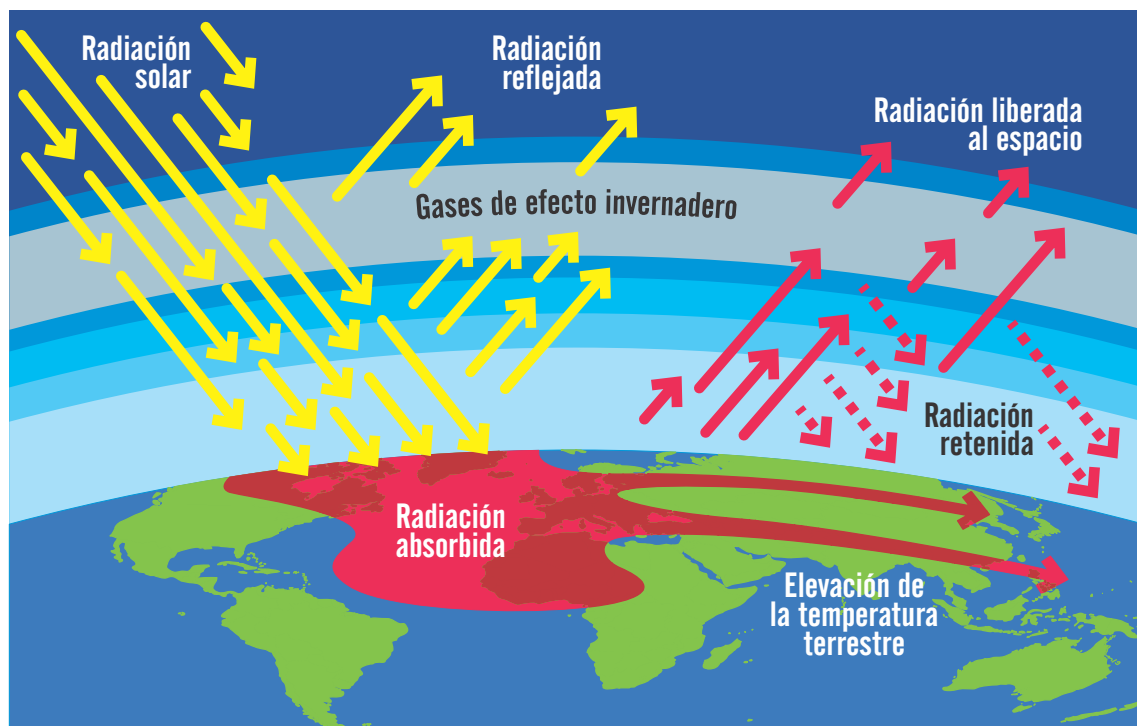 Radiación
solar
Radiación
reflejada
Radiación liberada
al espacio
Gases de efecto invernadero
Radiación
retenida
Radiación
absorbida
Elevación de
la temperatura
terrestre